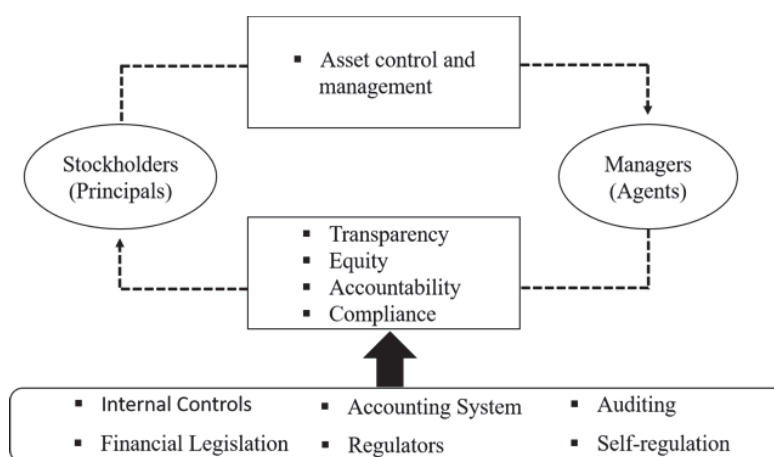 ▪ Asset control and
management
Stockholders
(Principals)
Managers
(Agents)
▪ Transparency
▪ Equity
▪ Accountability
▪ Compliance
▪ Internal Controls ▪ Accounting System ▪ Auditing
▪ Financial Legislation ▪ Regulators ▪ Self-regulation